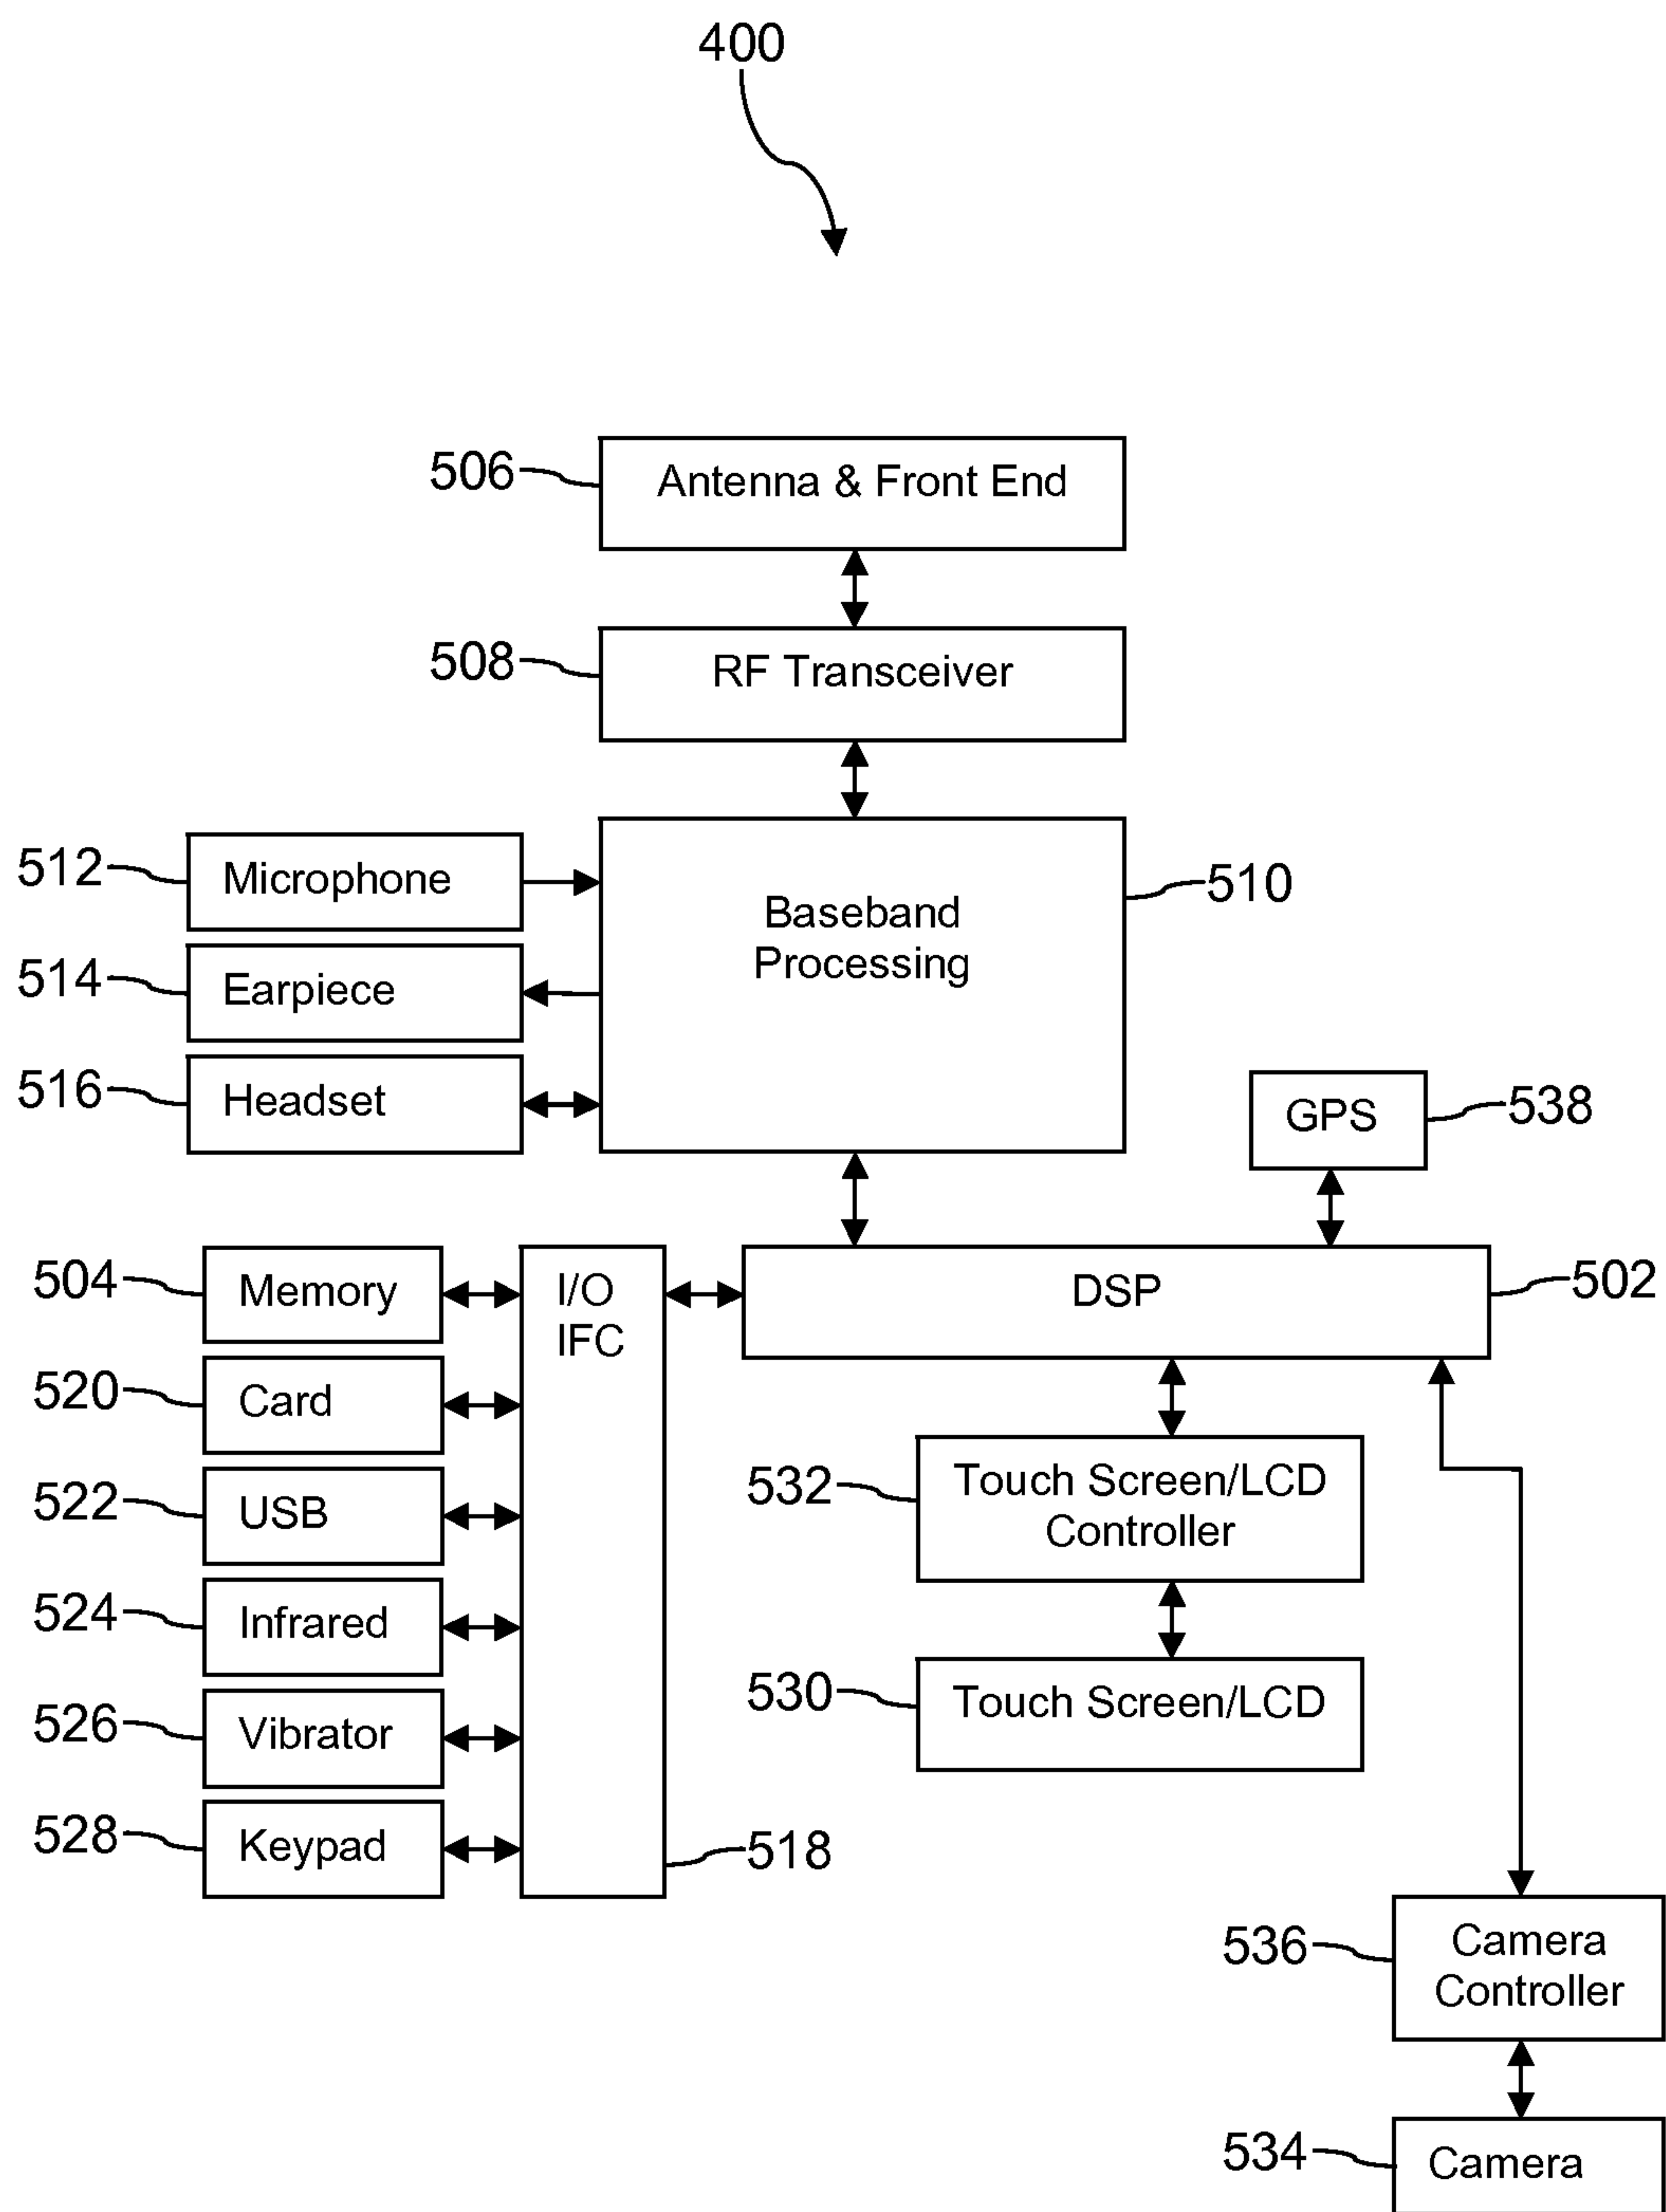 400
506
Antenna & Front End
508
RF Transceiver
512
Microphone
Baseband
Processing
510
514
Earpiece
516
Headset
GPS
538
504
Memory
I/O
IFC
DSP
502
520
Card
522
USB
532
Touch Screen/LCD
Controller
524
Infrared
526
Vibrator
530
Touch Screen/LCD
528
Keypad
518
536
Camera
Controller
534
Camera